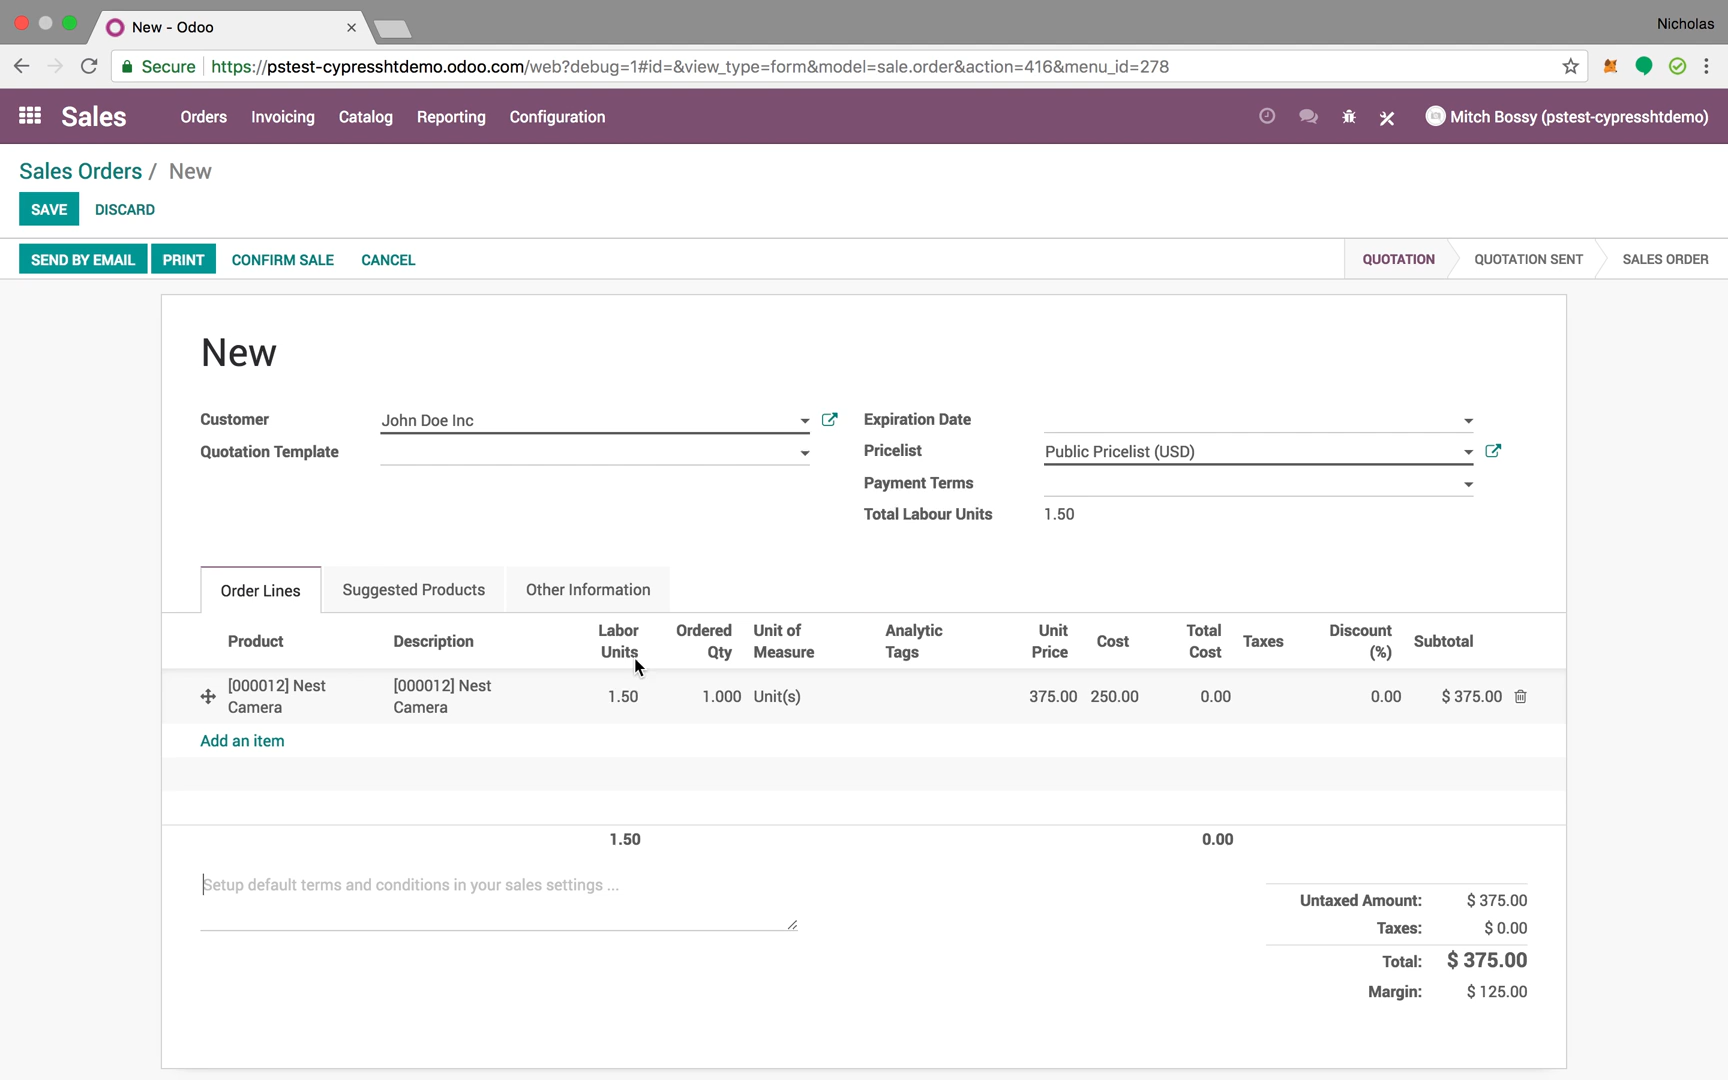 New - Odoo
Nicholas
Secure
https://pstest-cypresshtdemo.odoo.com/web?debug=1#id=&view_type=form&model=sale.order&action=416&menu_id=278
Sales Orders Invoicing Catalog Reporting Configuration
Mitch Bossy (pstest-cypresshtdemo)
Sales Orders / New
SAVE DISCARD
SEND BY EMAIL PRINT CONFIRM SALE CANCEL
QUOTATION QUOTATION SENT SALES ORDER
New
Customer John Doe Inc
Quotation Template
Expiration Date
Pricelist Public Pricelist (USD)
Payment Terms
Total Labour Units 1.50
Order Lines Suggested Products Other Information
Product Description Labor Units Ordered Qty Unit of Measure Analytic Tags Unit Price Cost Total Cost Taxes Discount (%) Subtotal
[000012] Nest Camera [000012] Nest Camera 1.50 1.000 Unit(s) 375.00 250.00 0.00 0.00 $ 375.00
Add an item
1.50 0.00
Setup default terms and conditions in your sales settings ...
Untaxed Amount: $ 375.00
Taxes: $ 0.00
Total: $ 375.00
Margin: $ 125.00